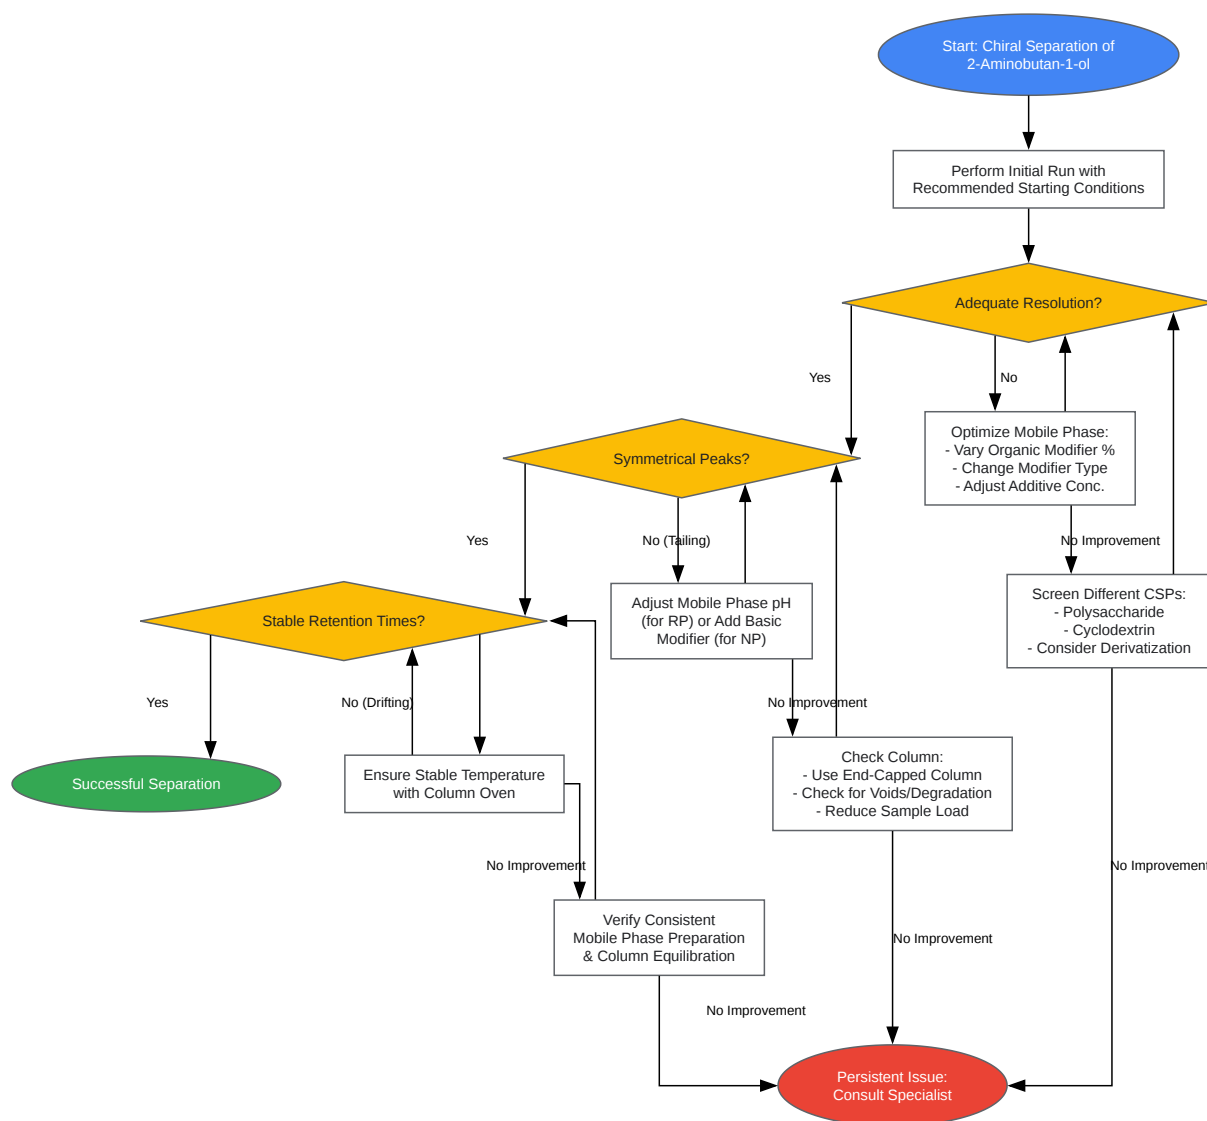 Start: Chiral Separation of
2-Aminobutan-1-ol
Perform Initial Run with
Recommended Starting Conditions
Adequate Resolution?
Yes
No
Optimize Mobile Phase:
- Vary Organic Modifier %
- Change Modifier Type
- Adjust Additive Conc.
Symmetrical Peaks?
Yes
No (Tailing)
No Improvement
Screen Different CSPs:
- Polysaccharide
- Cyclodextrin
- Consider Derivatization
Adjust Mobile Phase pH
(for RP) or Add Basic
Modifier (for NP)
Stable Retention Times?
Yes
No (Drifting)
No Improvement
Successful Separation
Ensure Stable Temperature
with Column Oven
Check Column:
- Use End-Capped Column
- Check for Voids/Degradation
- Reduce Sample Load
No Improvement
No Improvement
Verify Consistent
Mobile Phase Preparation
& Column Equilibration
No Improvement
No Improvement
Persistent Issue:
Consult Specialist